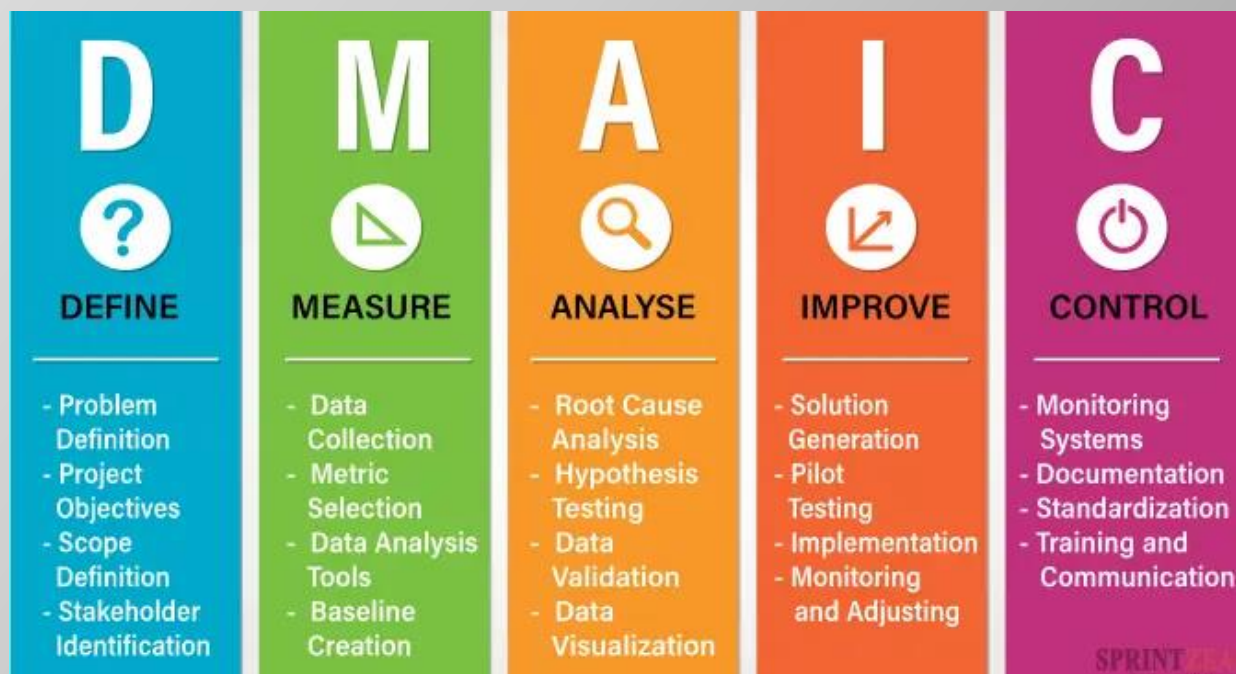 D
DEFINE
- Problem
Definition
- Project
Objectives
- Scope
Definition
- Stakeholder
Identification
M
MEASURE
- Data
Collection
- Metric
Selection
- Data Analysis
Tools
- Baseline
Creation
A
ANALYSE
- Root Cause
Analysis
- Hypothesis
Testing
- Data
Validation
- Data
Visualization
I
IMPROVE
- Solution
Generation
- Pilot
Testing
- Implementation
- Monitoring
and Adjusting
C
CONTROL
- Monitoring
Systems
- Documentation
- Standardization
- Training and
Communication